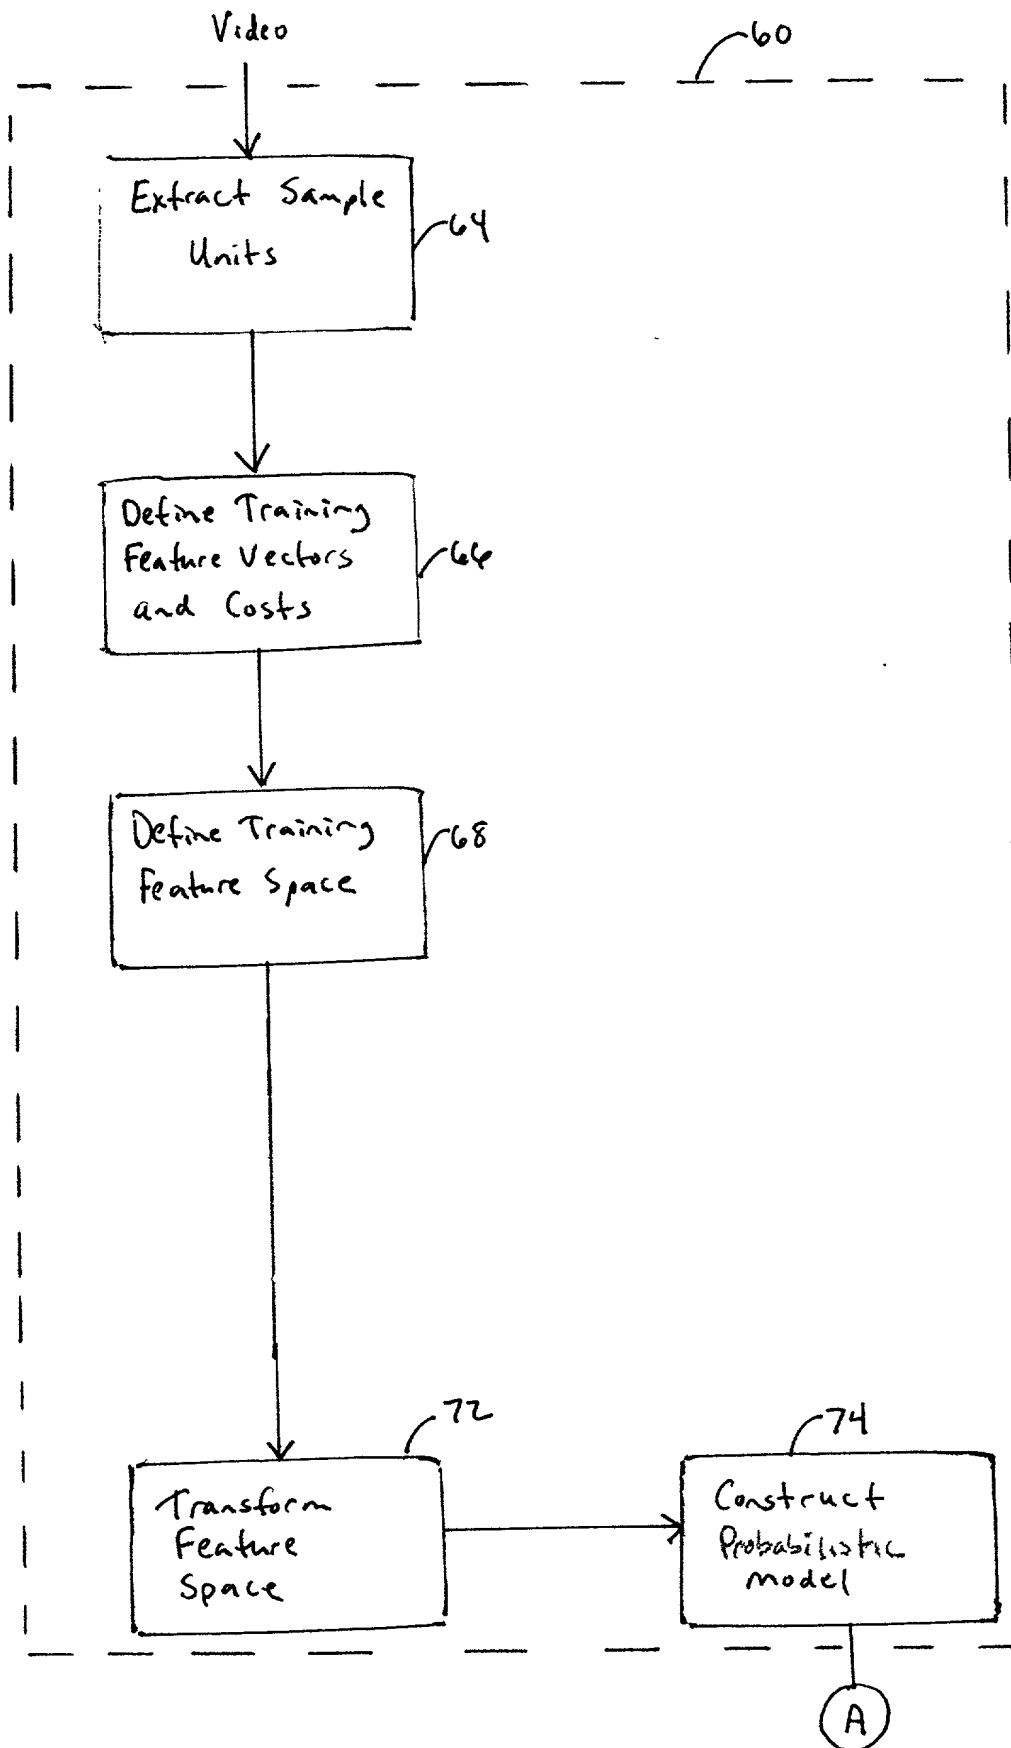 Video
60
Extract Sample
Units
64
Define Training
Feature Vectors
and Costs
66
Define Training
Feature Space
68
72
Transform
Feature
Space
74
Construct
Probabilistic
model
A